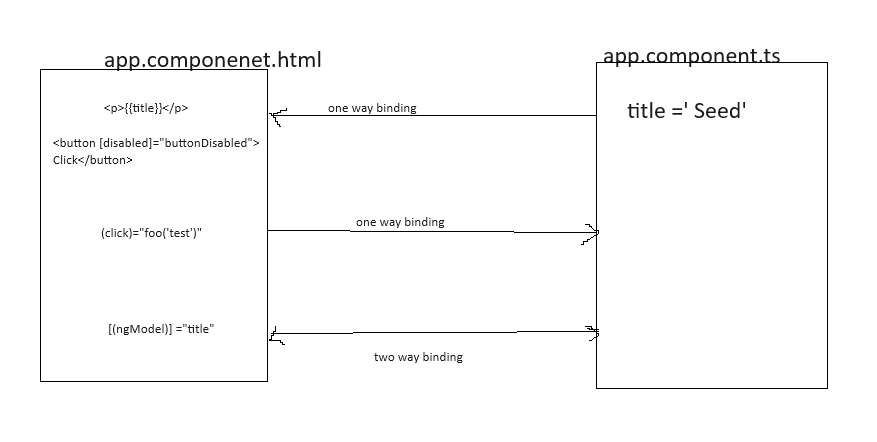 app.componenet.html
app.component.ts
<p>{{title}}</p>
one way binding
title =' Seed'
<button [disabled]="buttonDisabled">
Click</button>
one way binding
(click)="foo('test')"
[(ngModel)] ="title"
two way binding